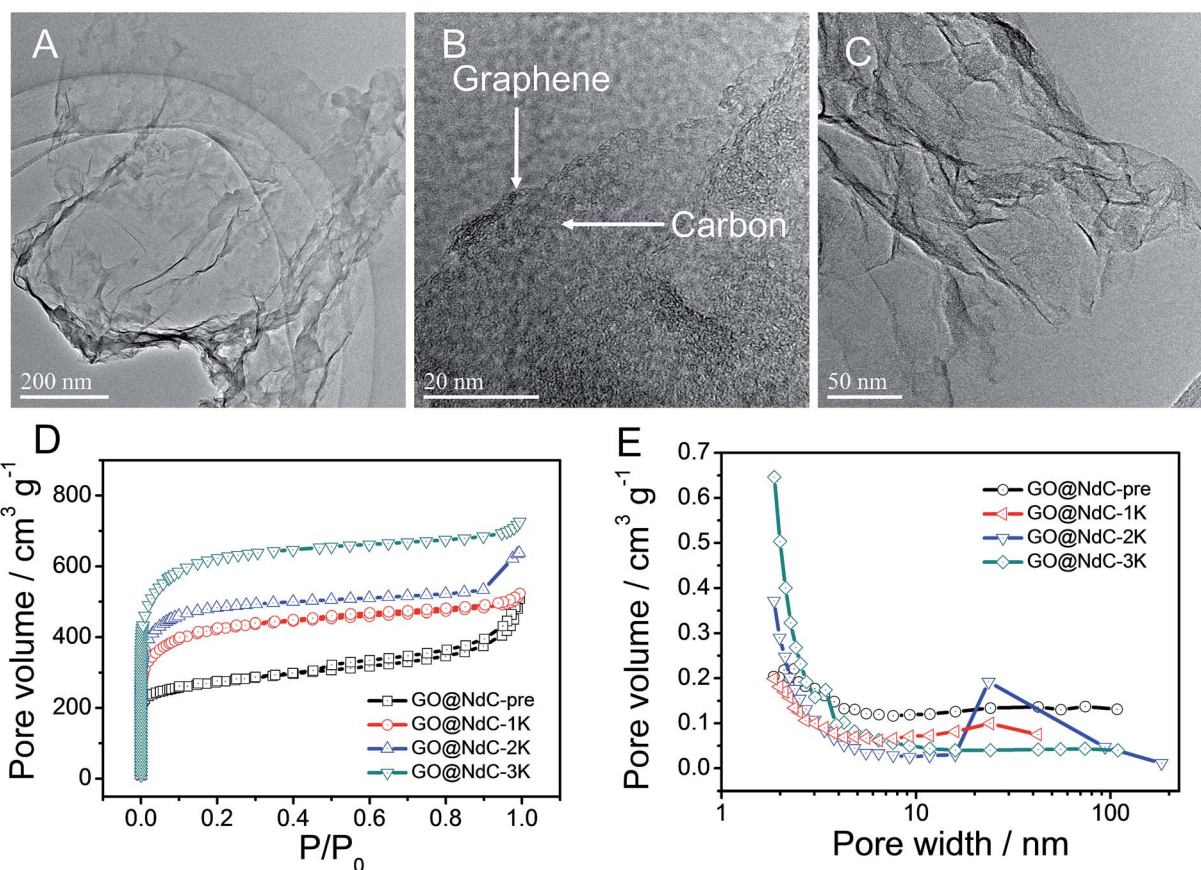 A
200 nm
B
Graphene
Carbon
20 nm
C
50 nm
D
Pore volume / cm³ g⁻¹
800
600
400
200
0
GO@NdC-pre
GO@NdC-1K
GO@NdC-2K
GO@NdC-3K
0.0 0.2 0.4 0.6 0.8 1.0
P/P₀
E
Pore volume / cm³ g⁻¹
0.7
0.6
0.5
0.4
0.3
0.2
0.1
0.0
GO@NdC-pre
GO@NdC-1K
GO@NdC-2K
GO@NdC-3K
1 10 100
Pore width / nm